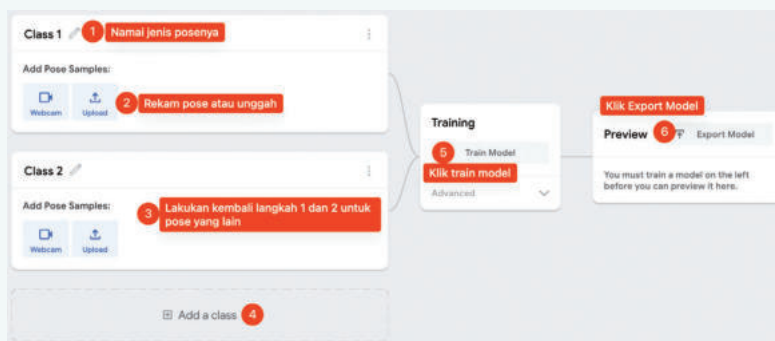 Class 1
1 Namai jenis posenya
Add Pose Samples:
Webcam
Upload
2 Rekam pose atau unggah
Class 2
Add Pose Samples:
3 Lakukan kembali langkah 1 dan 2 untuk
pose yang lain
Webcam
Upload
Add a class 4
Training
5 Train Model
Klik train model
Advanced
Klik Export Model
Preview 6 Export Model
You must train a model on the left
before you can preview it here.